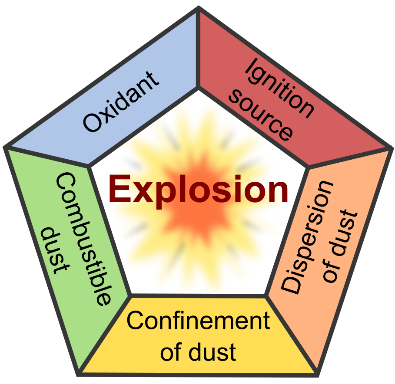 Oxidant
Ignition
source
Explosion
Combustible
dust
Dispersion
of dust
Confinement
of dust